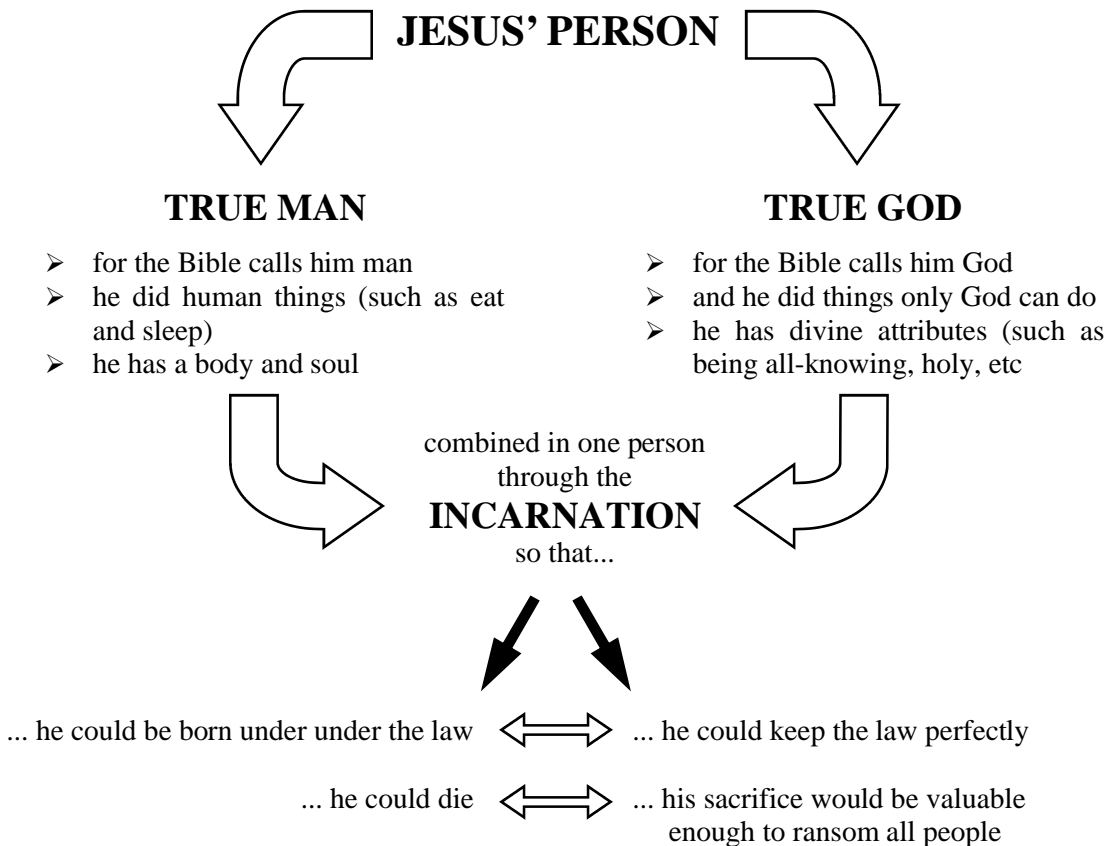 JESUS’ PERSON
TRUE MAN
➢ for the Bible calls him man
➢ he did human things (such as eat
and sleep)
➢ he has a body and soul
TRUE GOD
➢ for the Bible calls him God
➢ and he did things only God can do
➢ he has divine attributes (such as
being all-knowing, holy, etc
combined in one person
through the
INCARNATION
so that...
... he could be born under under the law
... he could keep the law perfectly
... he could die
... his sacrifice would be valuable
enough to ransom all people